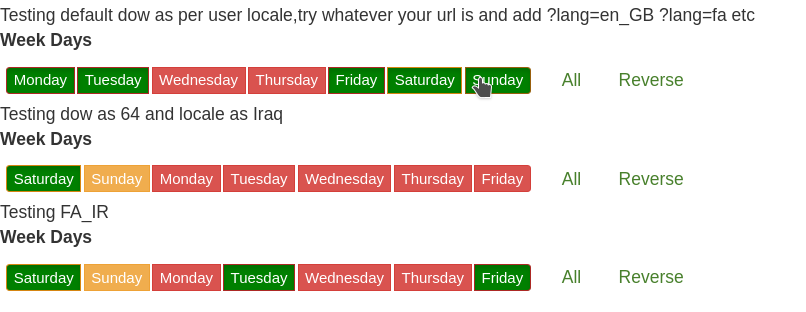 Testing default dow as per user locale,try whatever your url is and add ?lang=en_GB ?lang=fa etc
Week Days
Monday Tuesday Wednesday Thursday Friday Saturday Sunday All Reverse
Testing dow as 64 and locale as Iraq
Week Days
Saturday Sunday Monday Tuesday Wednesday Thursday Friday All Reverse
Testing FA_IR
Week Days
Saturday Sunday Monday Tuesday Wednesday Thursday Friday All Reverse